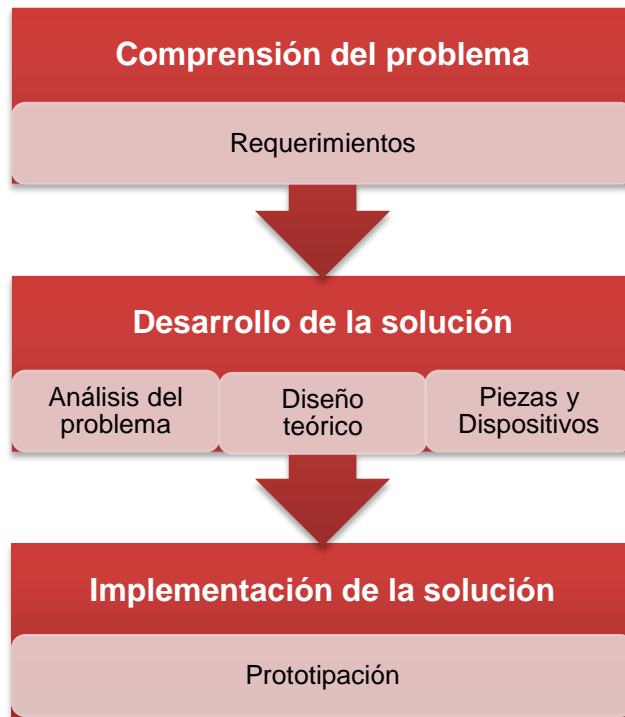 Comprensión del problema
Requerimientos
Desarrollo de la solución
Análisis del
problema
Diseño
teórico
Piezas y
Dispositivos
Implementación de la solución
Prototipación